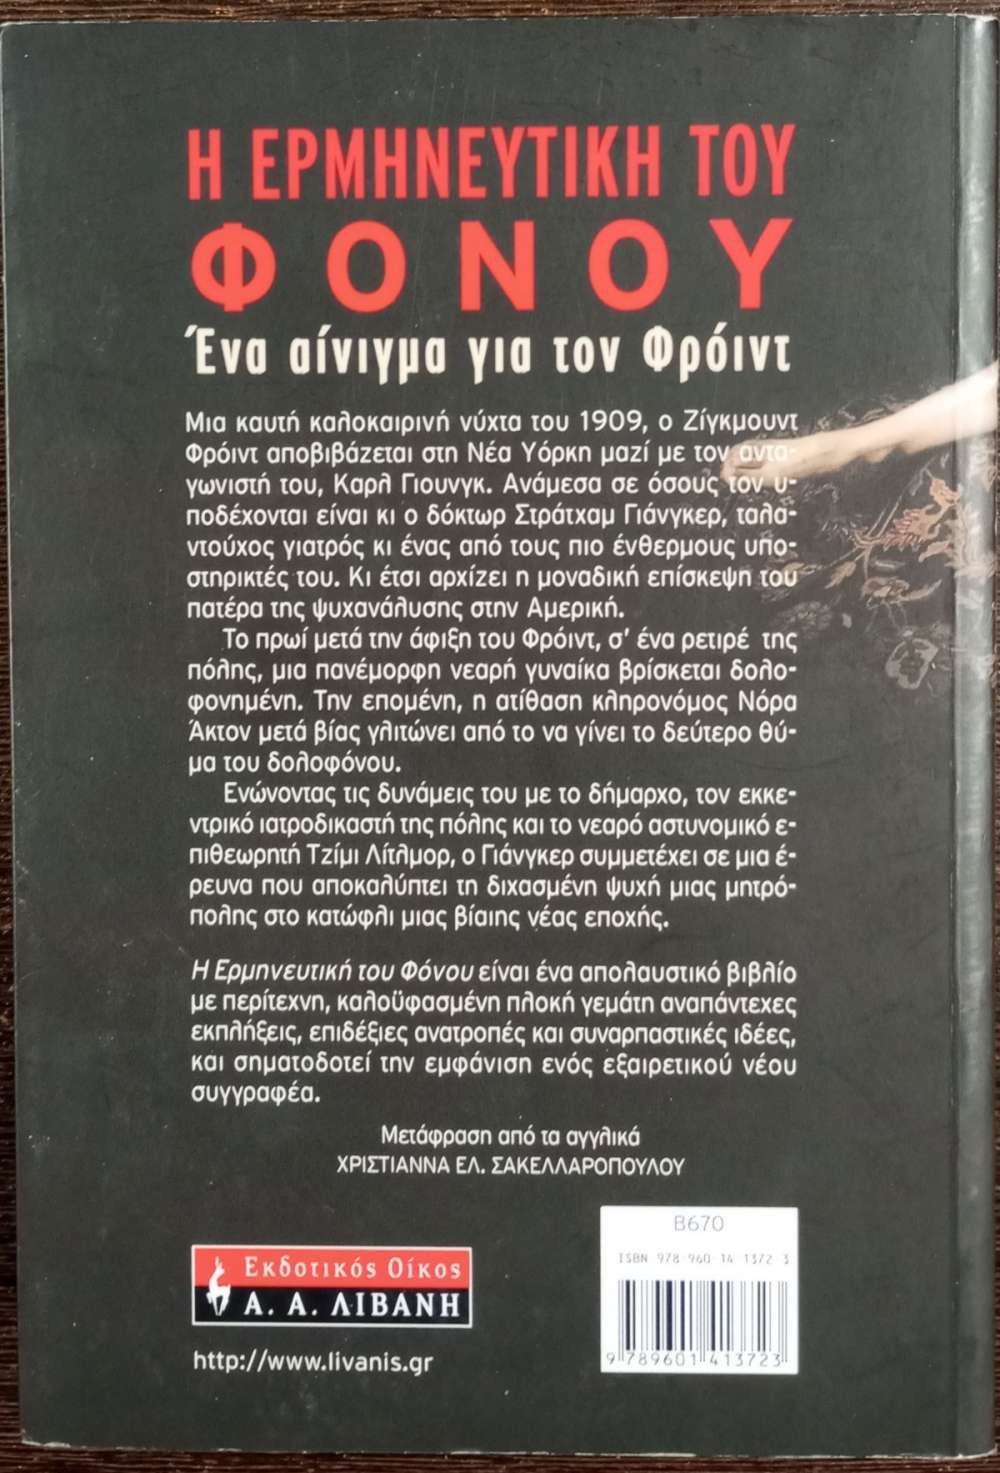 Η ΕΡΜΗΝΕΥΤΙΚΗ ΤΟΥ
ΦΟΝΟΥ
Ένα αίνιγμα για τον Φρόιντ
Μια καυτή καλοκαιρινή νύχτα του 1909, ο Ζίγκμουντ
Φρόιντ αποβιβάζεται στη Νέα Υόρκη μαζί με τον αντα-
γωνιστή του, Καρλ Γιουνγκ. Ανάμεσα σε όσους τον υ-
ποδέχονται είναι κι ο δόκτωρ Στράτχαμ Γιάνγκερ, ταλα-
ντούχος γιατρός κι ένας από τους πιο ένθερμους υπο-
στηρικτές του. Κι έτσι αρχίζει η μοναδική επίσκεψη του
πατέρα της ψυχανάλυσης στην Αμερική.
Το πρωί μετά την άφιξη του Φρόιντ, σ' ένα ρετιρέ της
πόλης, μια πανέμορφη νεαρή γυναίκα βρίσκεται δολο-
φονημένη. Την επομένη, η ατίθαση κληρονόμος Νόρα
Άκτον μετά βίας γλιτώνει από το να γίνει το δεύτερο θύ-
μα του δολοφόνου.
Ενώνοντας τις δυνάμεις του με το δήμαρχο, τον εκκε-
ντρικό ιατροδικαστή της πόλης και το νεαρό αστυνομικό ε-
πιθεωρητή Τζίμι Λίτλμορ, ο Γιάνγκερ συμμετέχει σε μια έ-
ρευνα που αποκαλύπτει τη διχασμένη ψυχή μιας μητρό-
πολης στο κατώφλι μιας βίαιης νέας εποχής.
Η Ερμηνευτική του Φόνου είναι ένα απολαυστικό βιβλίο
με περίτεχνη, καλοϋφασμένη πλοκή γεμάτη αναπάντεχες
εκπλήξεις, επιδέξιες ανατροπές και συναρπαστικές ιδέες,
και σηματοδοτεί την εμφάνιση ενός εξαιρετικού νέου
συγγραφέα.
Μετάφραση από τα αγγλικά
ΧΡΙΣΤΙΑΝΝΑ ΕΛ. ΣΑΚΕΛΛΑΡΟΠΟΥΛΟΥ
Β670
ISBN 978-960 14 1372 3
9 789601 413723
Εκδοτικός Οίκος
Α. Α. ΛΙΒΑΝΗ
http://www.livanis.gr